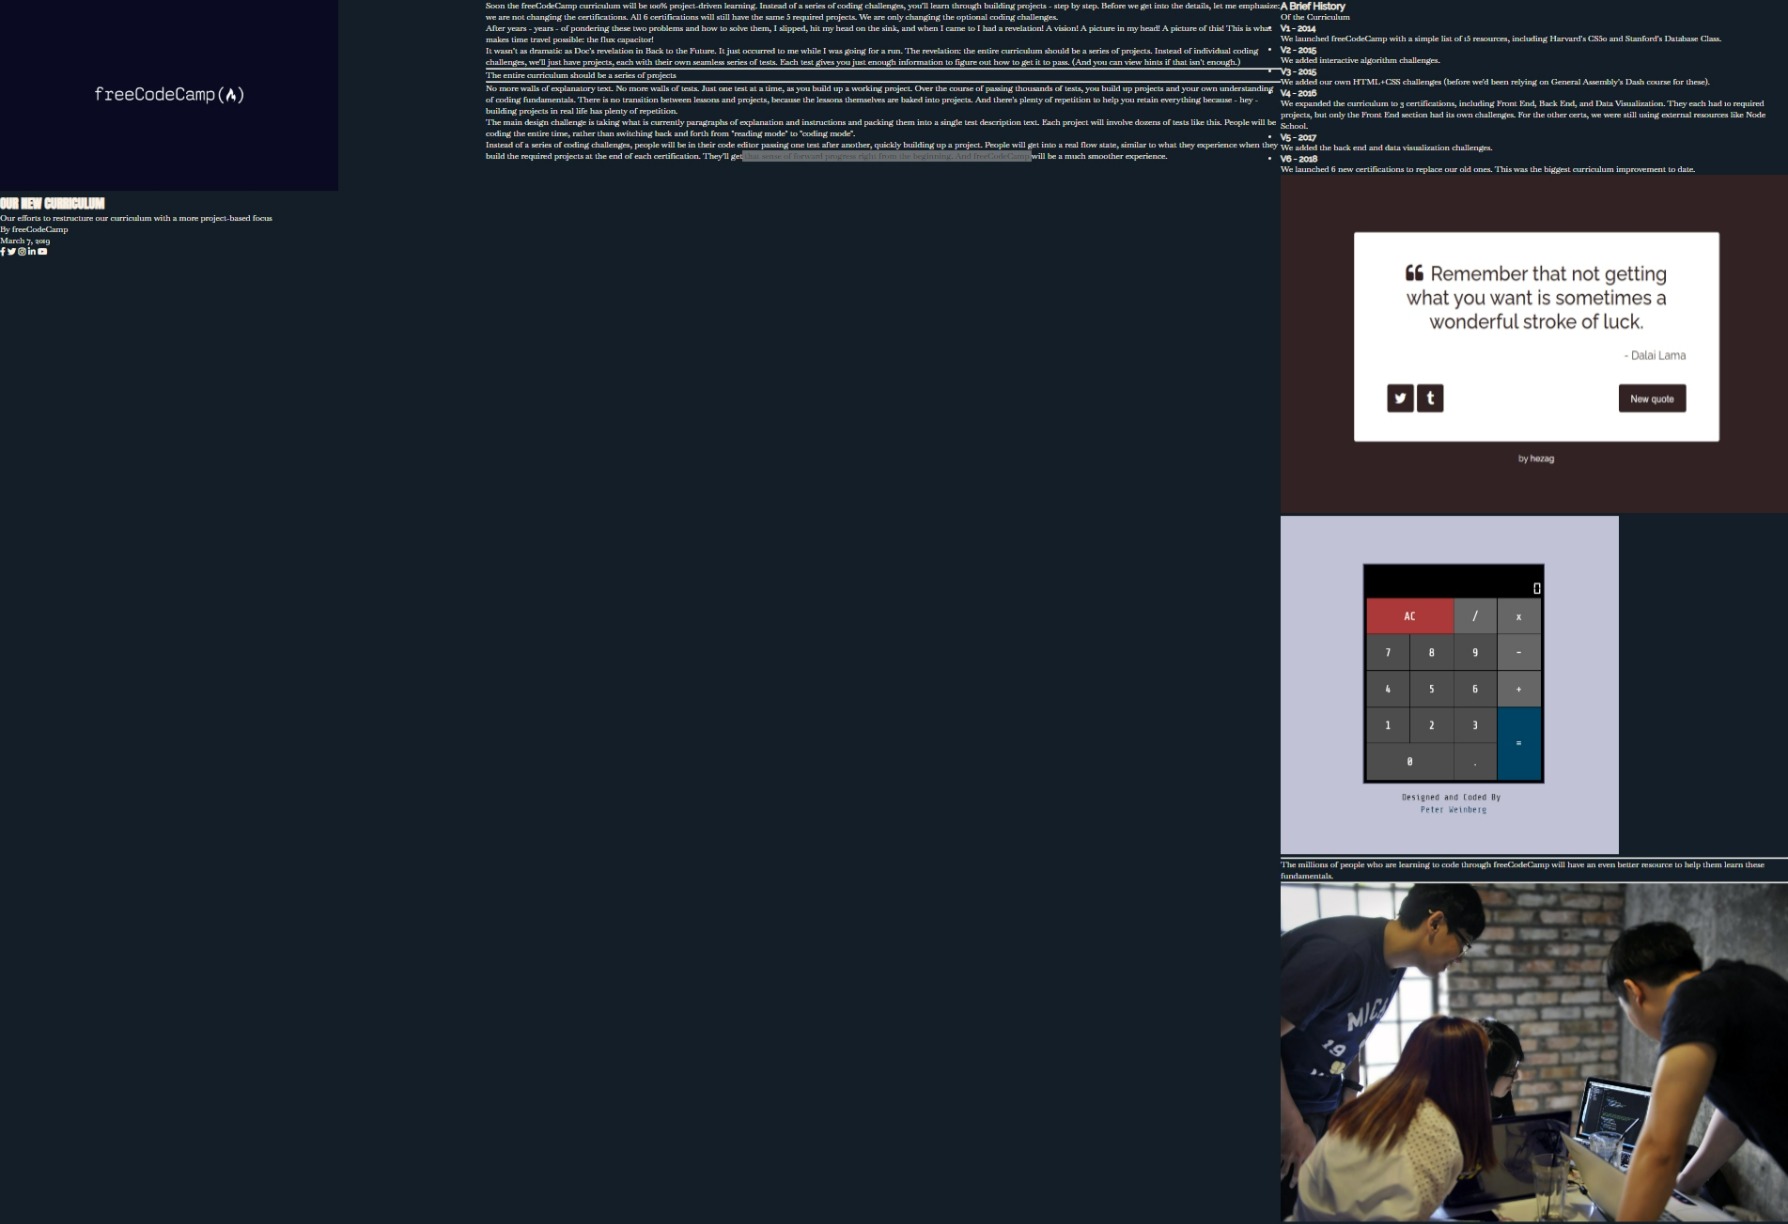 freeCodeCamp(🔥)
OUR NEW CURRICULUM
Our efforts to restructure our curriculum with a more project-based focus
By freeCodeCamp
March 7, 2019
Soon the freeCodeCamp curriculum will be 100% project-driven learning. Instead of a series of coding challenges, you'll learn through building projects - step by step. Before we get into the details, let me emphasize:
we are not changing the certifications. All 6 certifications will still have the same 5 required projects. We are only changing the optional coding challenges.
After years - years - of pondering these two problems and how to solve them, I slipped, hit my head on the sink, and when I came to I had a revelation! A vision! A picture in my head! A picture of this! This is what
makes time travel possible: the flux capacitor!
It wasn't as dramatic as Doc's revelation in Back to the Future. It just occurred to me while I was going for a run. The revelation: the entire curriculum should be a series of projects. Instead of individual coding
challenges, we'll just have projects, each with their own seamless series of tests. Each test gives you just enough information to figure out how to get it to pass. (And you can view hints if that isn't enough.)
The entire curriculum should be a series of projects
No more walls of explanatory text. No more walls of tests. Just one test at a time, as you build up a working project. Over the course of passing thousands of tests, you build up projects and your own understanding
of coding fundamentals. There is no transition between lessons and projects, because the lessons themselves are baked into projects. And there's plenty of repetition to help you retain everything because - hey -
building projects in real life has plenty of repetition.
The main design challenge is taking what is currently paragraphs of explanation and instructions and packing them into a single test description text. Each project will involve dozens of tests like this. People will be
coding the entire time, rather than switching back and forth from "reading mode" to "coding mode".
Instead of a series of coding challenges, people will be in their code editor passing one test after another, quickly building up a project. People will get into a real flow state, similar to what they experience when they
build the required projects at the end of each certification. They'll get that sense of forward progress right from the beginning. And freeCodeCamp will be a much smoother experience.
A Brief History
Of the Curriculum
V1 - 2014
We launched freeCodeCamp with a simple list of 15 resources, including Harvard's CS50 and Stanford's Database Class.
V2 - 2015
We added interactive algorithm challenges.
V3 - 2015
We added our own HTML+CSS challenges (before we'd been relying on General Assembly's Dash course for these).
V4 - 2016
We expanded the curriculum to 3 certifications, including Front End, Back End, and Data Visualization. They each had 10 required
projects, but only the Front End section had its own challenges. For the other certs, we were still using external resources like Node
School.
V5 - 2017
We added the back end and data visualization challenges.
V6 - 2018
We launched 6 new certifications to replace our old ones. This was the biggest curriculum improvement to date.
Remember that not getting
what you want is sometimes a
wonderful stroke of luck.
- Dalai Lama
New quote
by hezag
0
AC / x
7 8 9 -
4 5 6 +
1 2 3 =
0 .
Designed and Coded By
Peter Weinberg
The millions of people who are learning to code through freeCodeCamp will have an even better resource to help them learn these
fundamentals.
19